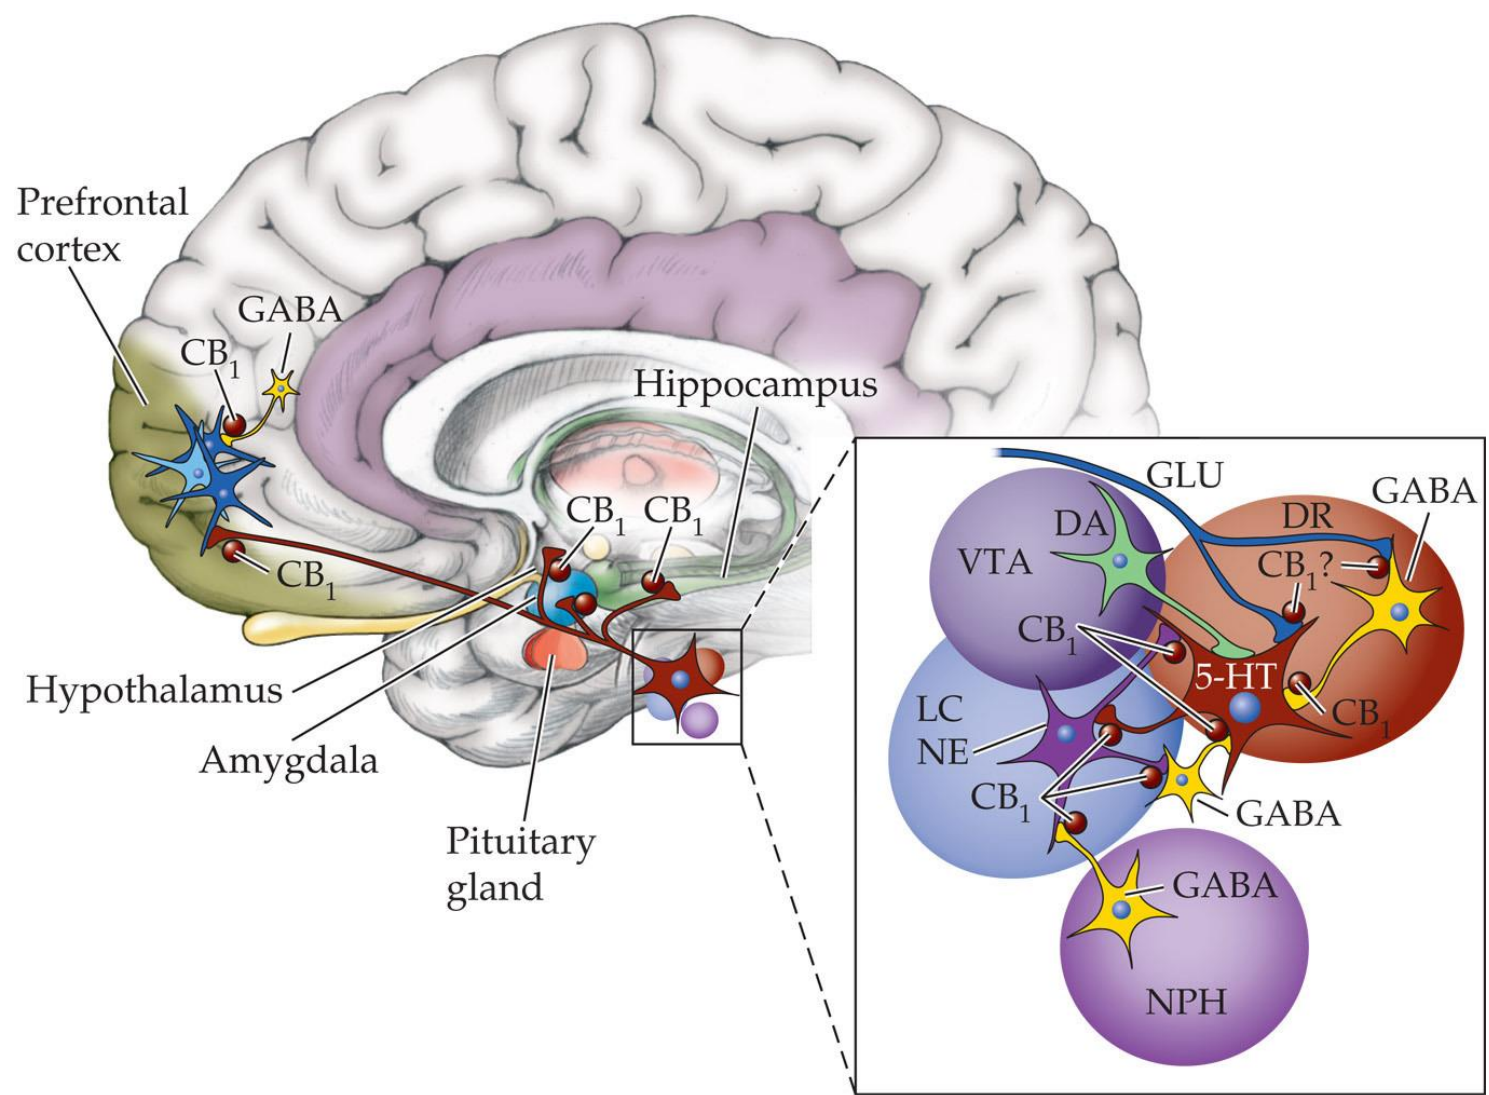 Prefrontal
cortex
GABA
CB₁
Hippocampus
CB₁
CB₁
CB₁
Hypothalamus
Amygdala
Pituitary
gland
GLU
GABA
DA
DR
VTA
CB₁?
CB₁
5-HT
LC
NE
CB₁
CB₁
GABA
GABA
NPH